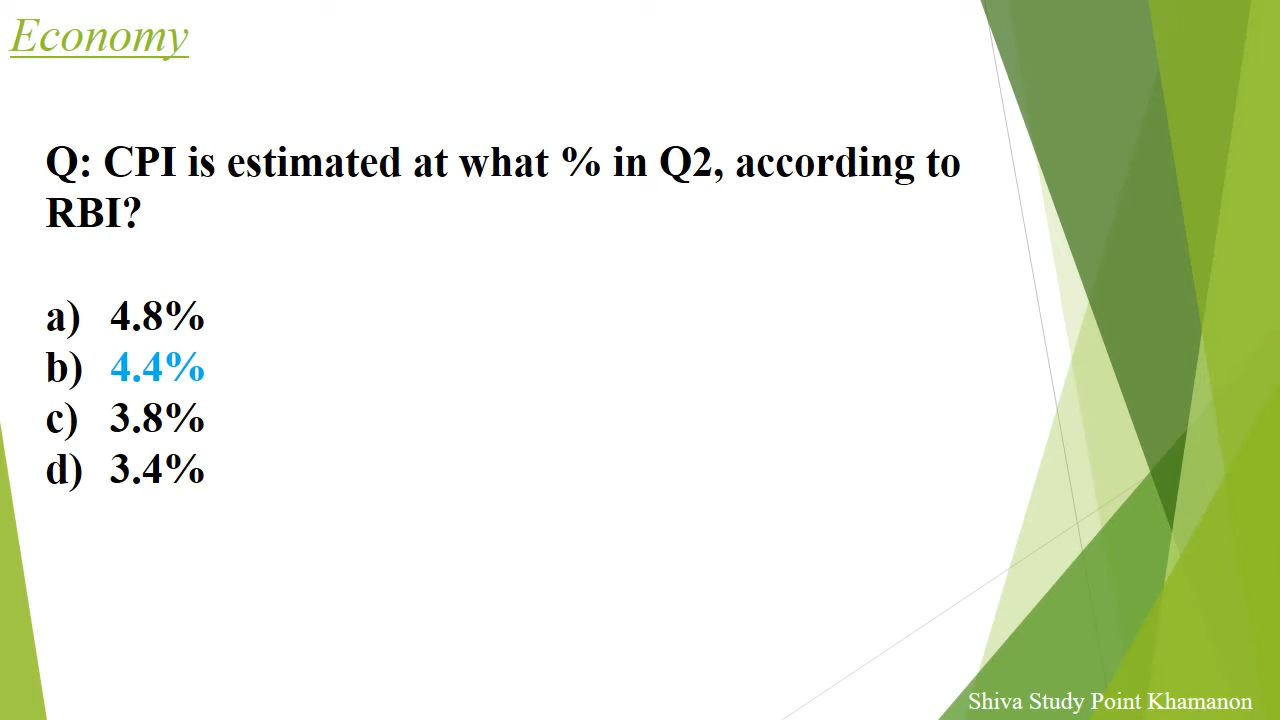 Economy
Q: CPI is estimated at what % in Q2, according to
RBI?
a) 4.8%
b) 4.4%
c) 3.8%
d) 3.4%
Shiva Study Point Khamanon